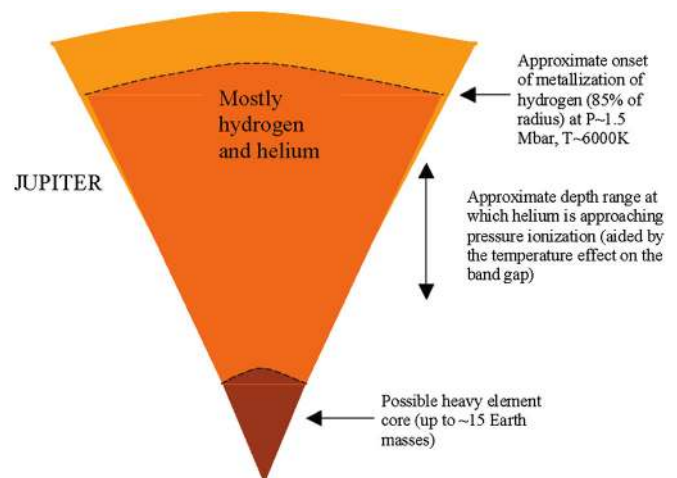 Approximate onset
of metallization of
hydrogen (85% of
radius) at P~1.5
Mbar, T~6000K
Mostly
hydrogen
and helium
JUPITER
Approximate depth range at
which helium is approaching
pressure ionization (aided by
the temperature effect on the
band gap)
Possible heavy element
core (up to ~15 Earth
masses)